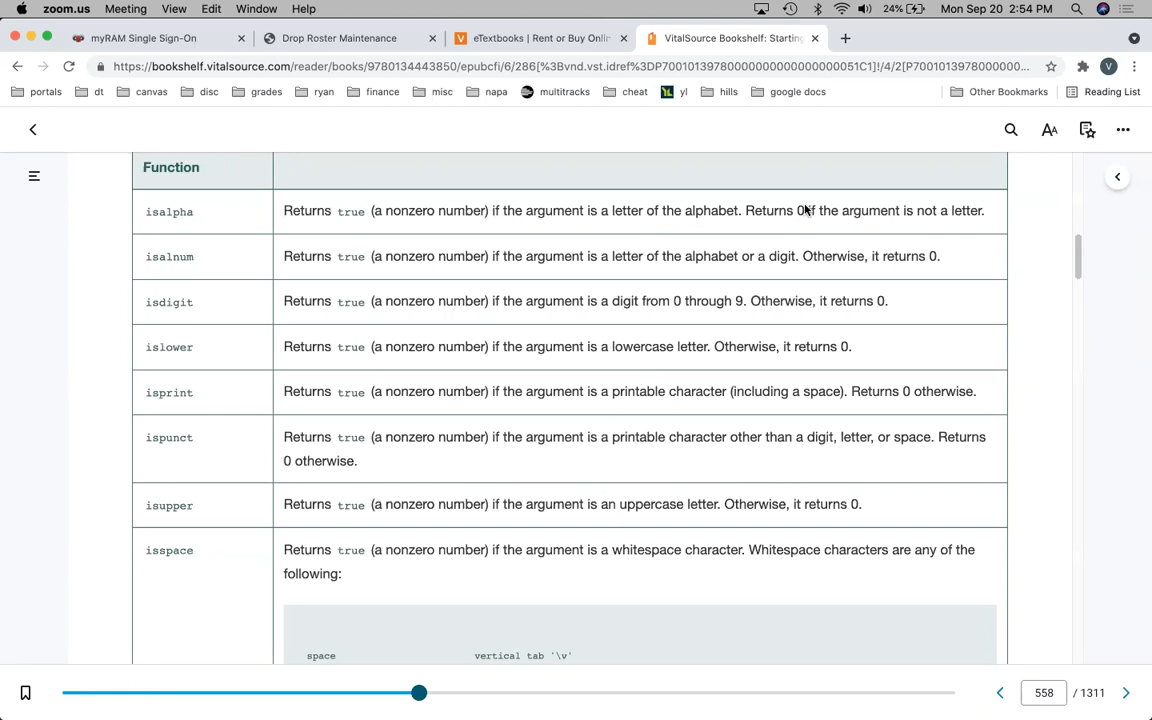 zoom.us Meeting View Edit Window Help 24% Mon Sep 20 2:54 PM
myRAM Single Sign-On Drop Roster Maintenance eTextbooks | Rent or Buy Onlin VitalSource Bookshelf: Starting
https://bookshelf.vitalsource.com/reader/books/9780134443850/epubcfi/6/286[%3Bvnd.vst.idref%3DP70010139780000000000000000051C1]!/4/2[P7001013978000000...
portals dt canvas disc grades ryan finance misc napa multitracks cheat YL yl hills google docs Other Bookmarks Reading List
AA
Function
isalpha Returns true (a nonzero number) if the argument is a letter of the alphabet. Returns 0 if the argument is not a letter.
isalnum Returns true (a nonzero number) if the argument is a letter of the alphabet or a digit. Otherwise, it returns 0.
isdigit Returns true (a nonzero number) if the argument is a digit from 0 through 9. Otherwise, it returns 0.
islower Returns true (a nonzero number) if the argument is a lowercase letter. Otherwise, it returns 0.
isprint Returns true (a nonzero number) if the argument is a printable character (including a space). Returns 0 otherwise.
ispunct Returns true (a nonzero number) if the argument is a printable character other than a digit, letter, or space. Returns
0 otherwise.
isupper Returns true (a nonzero number) if the argument is an uppercase letter. Otherwise, it returns 0.
isspace Returns true (a nonzero number) if the argument is a whitespace character. Whitespace characters are any of the
following:
space vertical tab '\v'
558 / 1311